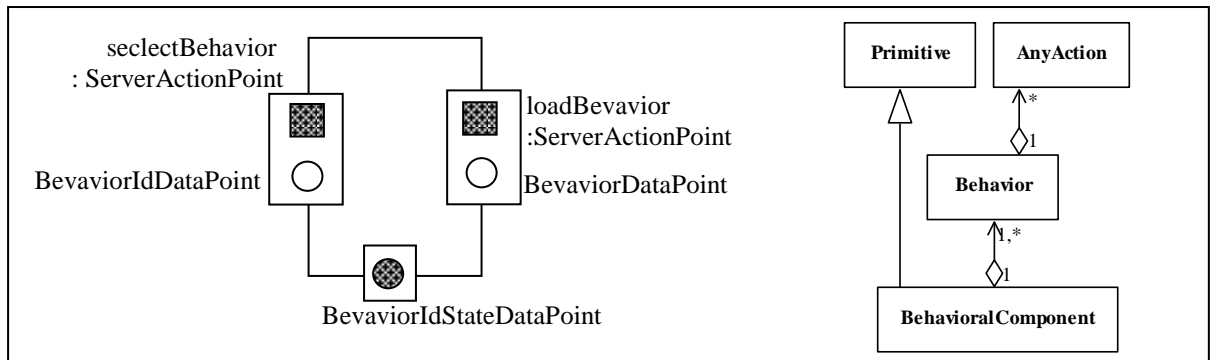 seclectBehavior
: ServerActionPoint
loadBevavior
:ServerActionPoint
BevaviorIdDataPoint
BevaviorDataPoint
BevaviorIdStateDataPoint
Primitive
AnyAction
*
1
Behavior
1,*
1
BehavioralComponent